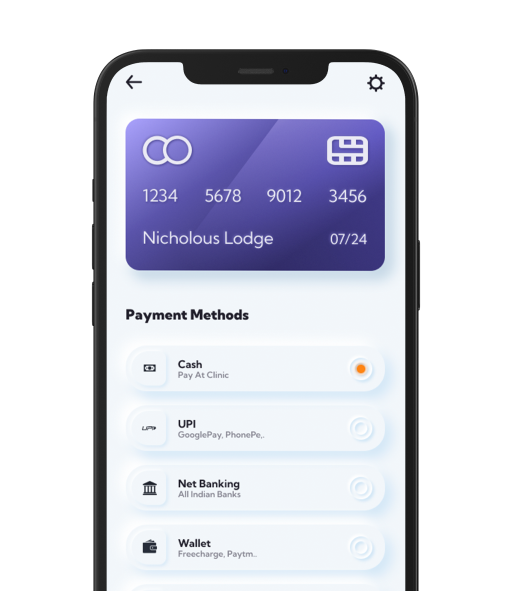 1234 5678 9012 3456
Nicholous Lodge 07/24
Payment Methods
Cash
Pay At Clinic
UPI
UPI
GooglePay, PhonePe,.
Net Banking
All Indian Banks
Wallet
Freecharge, Paytm..